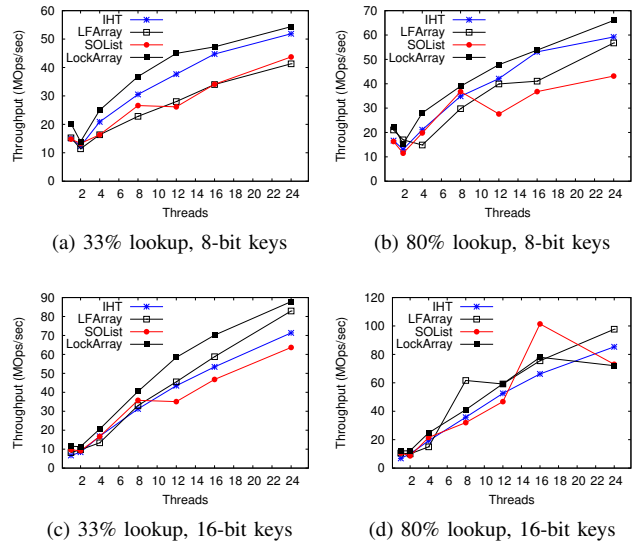 60
50
40
30
20
10
0
Throughput (MOps/sec)
IHT
LFArray
SOList
LockArray
2 4 6 8 10 12 14 16 18 20 22 24
Threads
(a) 33% lookup, 8-bit keys
70
60
50
40
30
20
10
0
Throughput (MOps/sec)
IHT
LFArray
SOList
LockArray
2 4 6 8 10 12 14 16 18 20 22 24
Threads
(b) 80% lookup, 8-bit keys
90
80
70
60
50
40
30
20
10
0
Throughput (MOps/sec)
IHT
LFArray
SOList
LockArray
2 4 6 8 10 12 14 16 18 20 22 24
Threads
(c) 33% lookup, 16-bit keys
120
100
80
60
40
20
0
Throughput (MOps/sec)
IHT
LFArray
SOList
LockArray
2 4 6 8 10 12 14 16 18 20 22 24
Threads
(d) 80% lookup, 16-bit keys